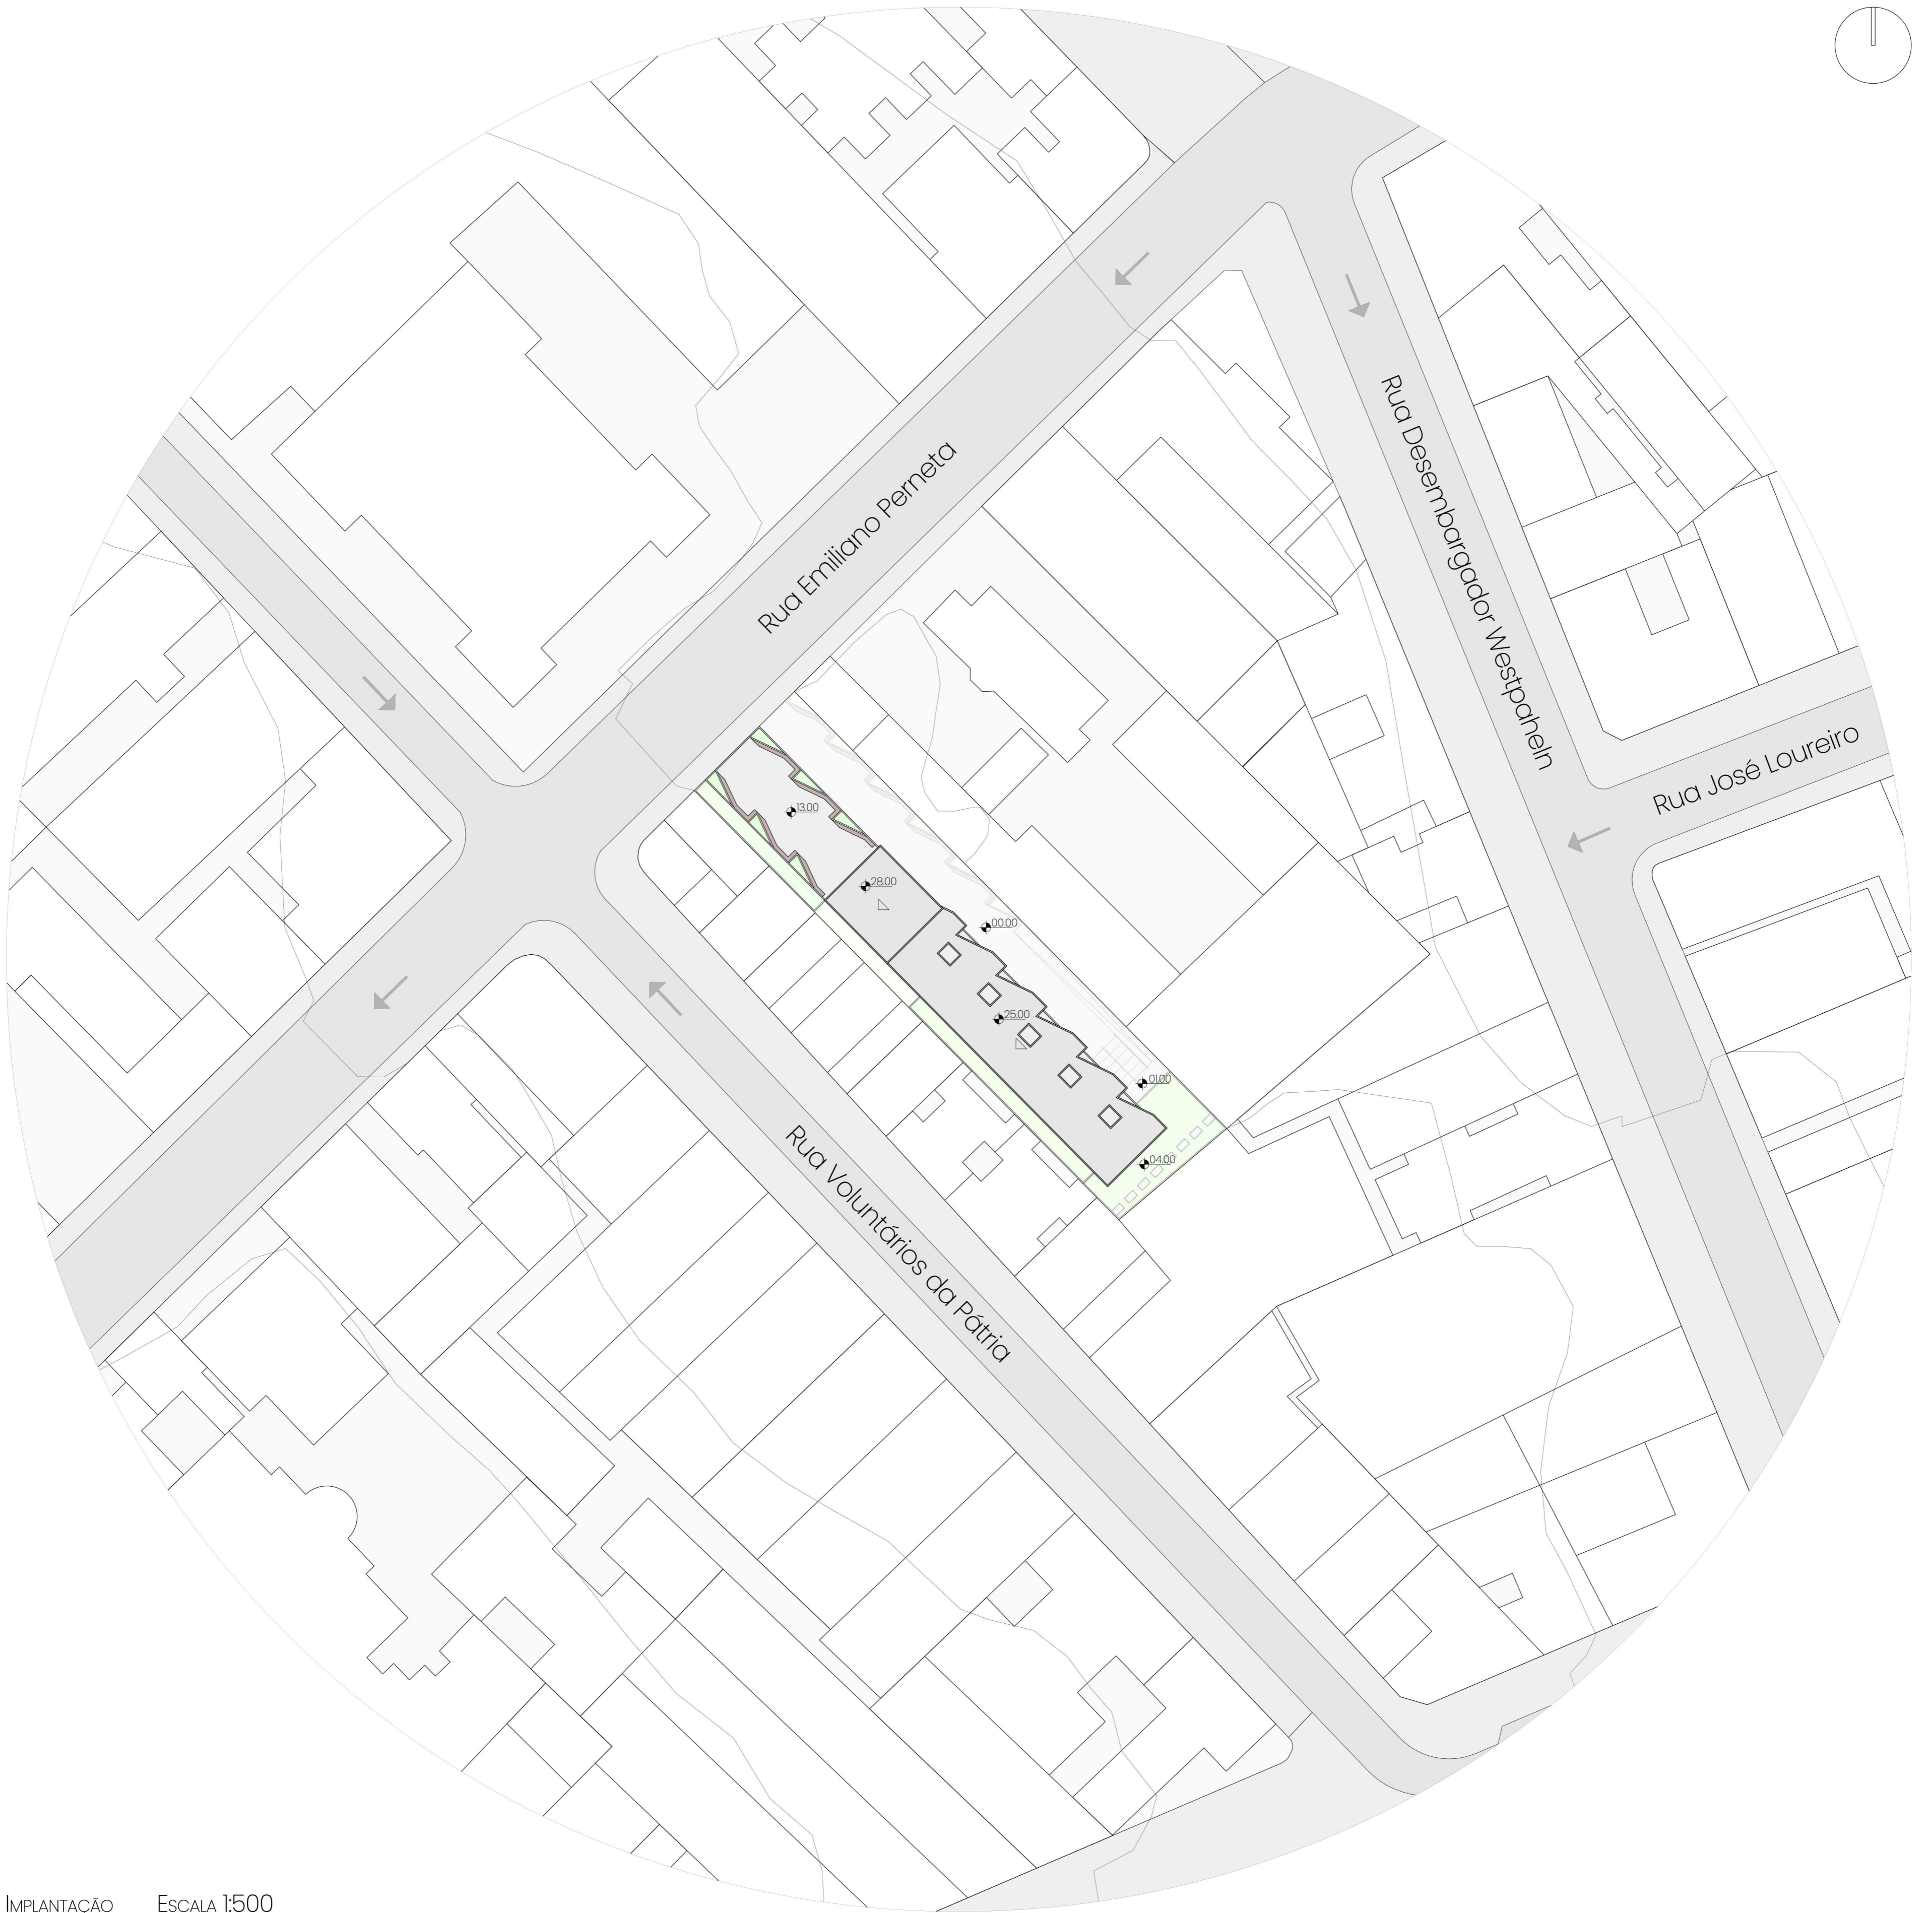 Rua Emiliano Perneta
Rua Desembargador Westpaheln
Rua José Loureiro
13.00
28.00
00.00
25.00
01.00
04.00
Rua Voluntários da Pátria
Implantação Escala 1:500